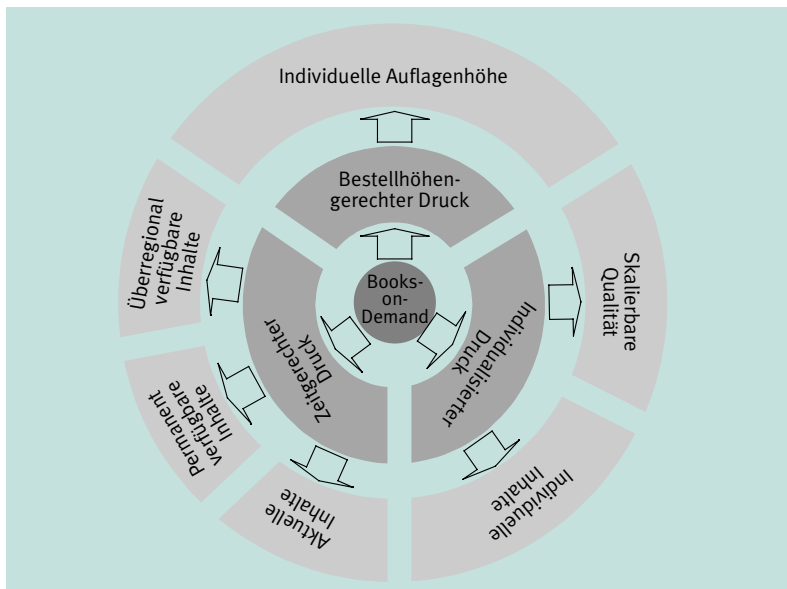 Individuelle Auflagenhöhe
Bestellhöhen-
gerechter Druck
Books-
on-
Demand
Überregional
verfügbare
Inhalte
Zeitgerechter
Druck
Individualisierter
Druck
Skalierbare
Qualität
Permanent
verfügbare
Inhalte
Aktuelle
Inhalte
Individuelle
Inhalte